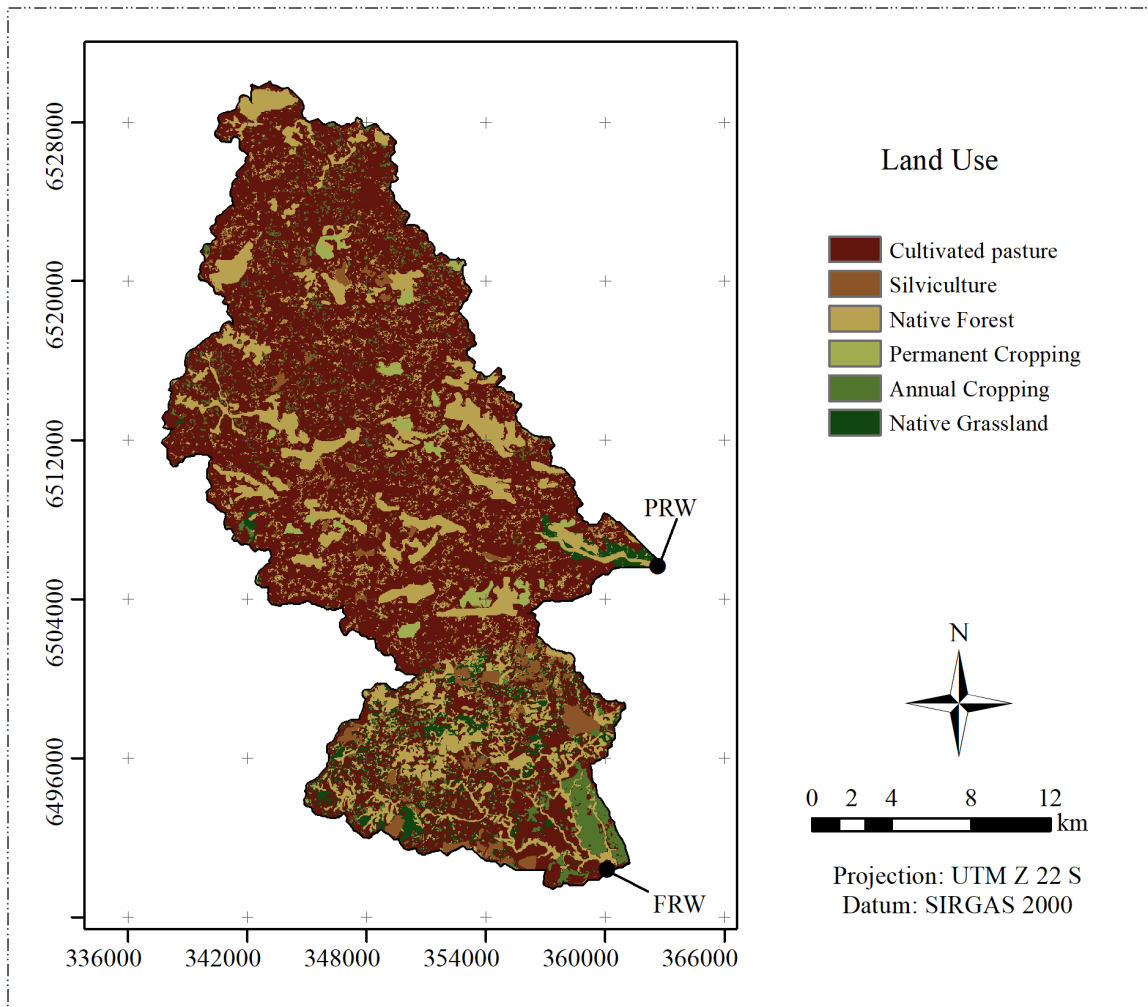 6528000
6520000
6512000
6504000
6496000
336000
342000
348000
354000
360000
366000
PRW
FRW
Land Use
Cultivated pasture
Silviculture
Native Forest
Permanent Cropping
Annual Cropping
Native Grassland
N
0 2 4 8 12
km
Projection: UTM Z 22 S
Datum: SIRGAS 2000